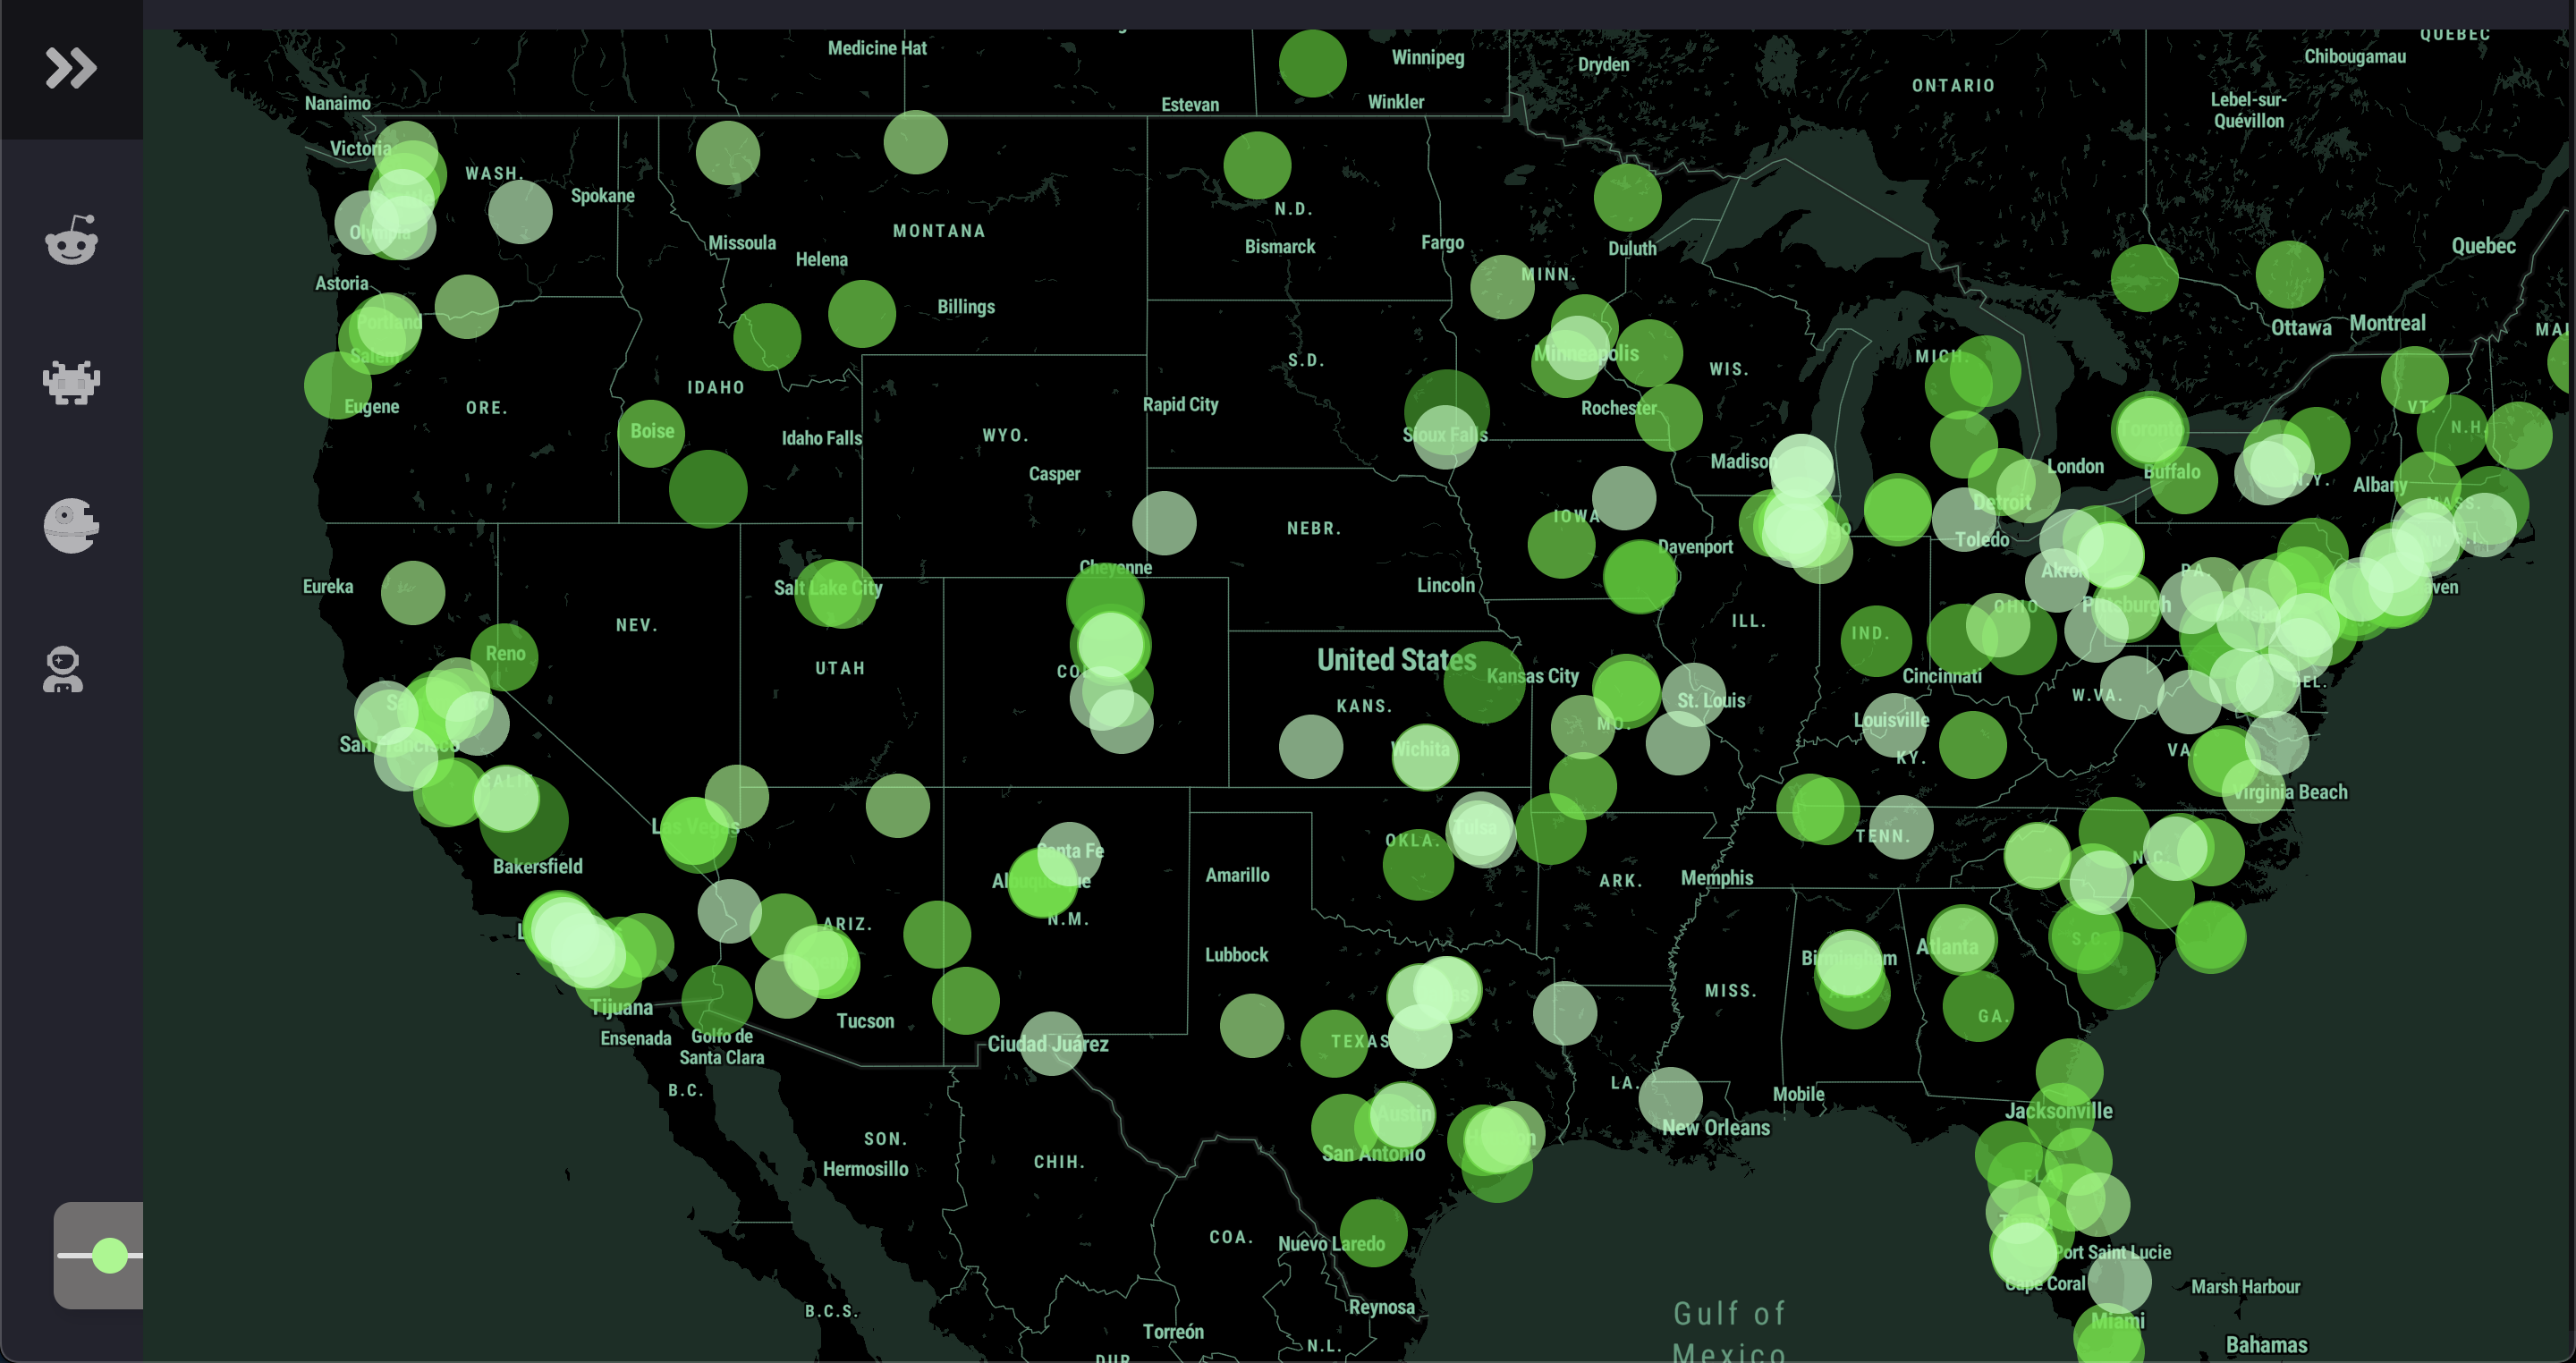 QUEBEC
Medicine Hat
Winnipeg
Dryden
Chibougamau
ONTARIO
Nanaimo
Estevan
Winkler
Lebel-sur-
Quévillon
Victoria
WASH.
Spokane
N.D.
MONTANA
Missoula
Bismarck
Fargo
Duluth
Quebec
Helena
MINN.
Astoria
Billings
Portland
Ottawa
Montreal
Minneapolis
Salem
S.D.
MICH.
WIS.
IDAHO
Eugene
ORE.
Rapid City
Rochester
VT.
N.H.
Boise
Idaho Falls
WYO.
Sioux Falls
Toronto
Casper
Madison
London
Buffalo
N.Y.
Albany
Detroit
MASS.
IOWA
NEBR.
Toledo
R.I.
Davenport
Cheyenne
Akron
PA.
Eureka
Salt Lake City
Lincoln
Pittsburgh
OHIO
NEV.
ILL.
IND.
Reno
UTAH
United States
Kansas City
Cincinnati
DEL.
W.VA.
KANS.
St. Louis
Louisville
MO.
San Francisco
Wichita
VA
KY.
CALIF.
Virginia Beach
Las Vegas
Tulsa
TENN.
OKLA.
Santa Fe
N.C.
Bakersfield
Amarillo
Albuquerque
ARK.
Memphis
N.M.
ARIZ.
S.C.
Atlanta
Lubbock
Birmingham
MISS.
Tijuana
Tucson
GA.
Ensenada
Golfo de
Santa Clara
Ciudad Juárez
TEXAS
LA.
B.C.
Mobile
Jacksonville
Austin
New Orleans
SON.
San Antonio
Hermosillo
CHIH.
COA.
Nuevo Laredo
Port Saint Lucie
Cape Coral
Marsh Harbour
B.C.S.
Reynosa
Gulf of
Mexico
Miami
Torreón
N.L.
Bahamas
DUR.